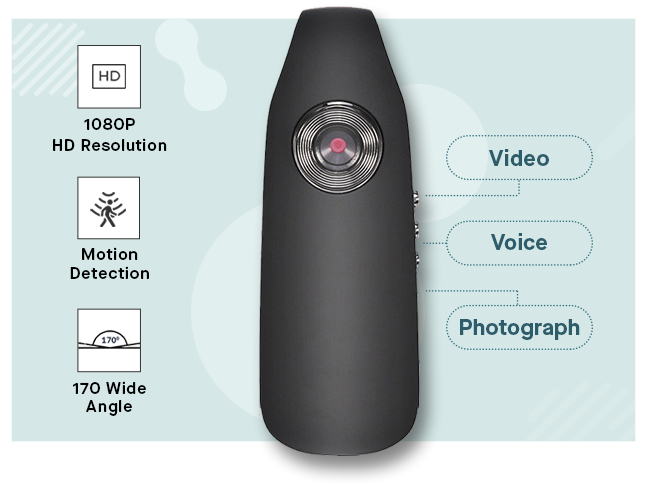 HD
1080P
HD Resolution
Motion
Detection
170°
170 Wide
Angle
Video
Voice
Photograph